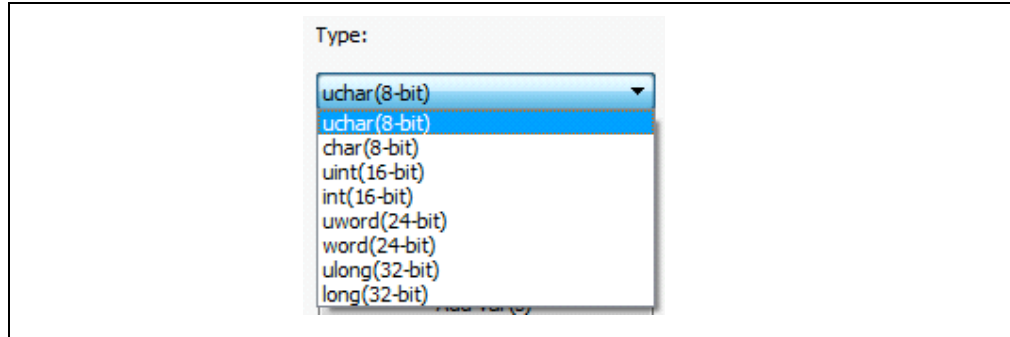 Type:
uchar(8-bit)
uchar(8-bit)
char(8-bit)
uint(16-bit)
int(16-bit)
uword(24-bit)
word(24-bit)
ulong(32-bit)
long(32-bit)